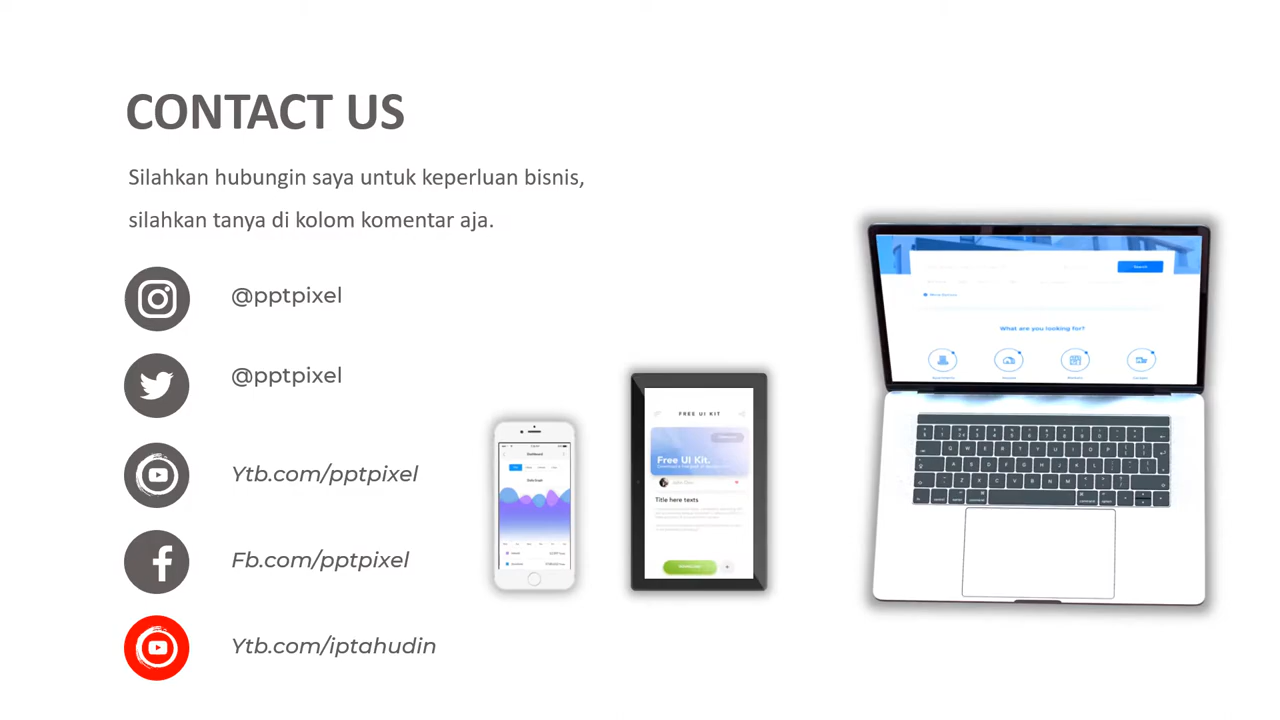 CONTACT US
Silahkan hubungin saya untuk keperluan bisnis,
silahkan tanya di kolom komentar aja.
@pptpixel
@pptpixel
Ytb.com/pptpixel
Fb.com/pptpixel
Ytb.com/iptahudin
Dashboard
FREE UI KIT
Free UI Kit.
Title here texts
Search
What are you looking for?